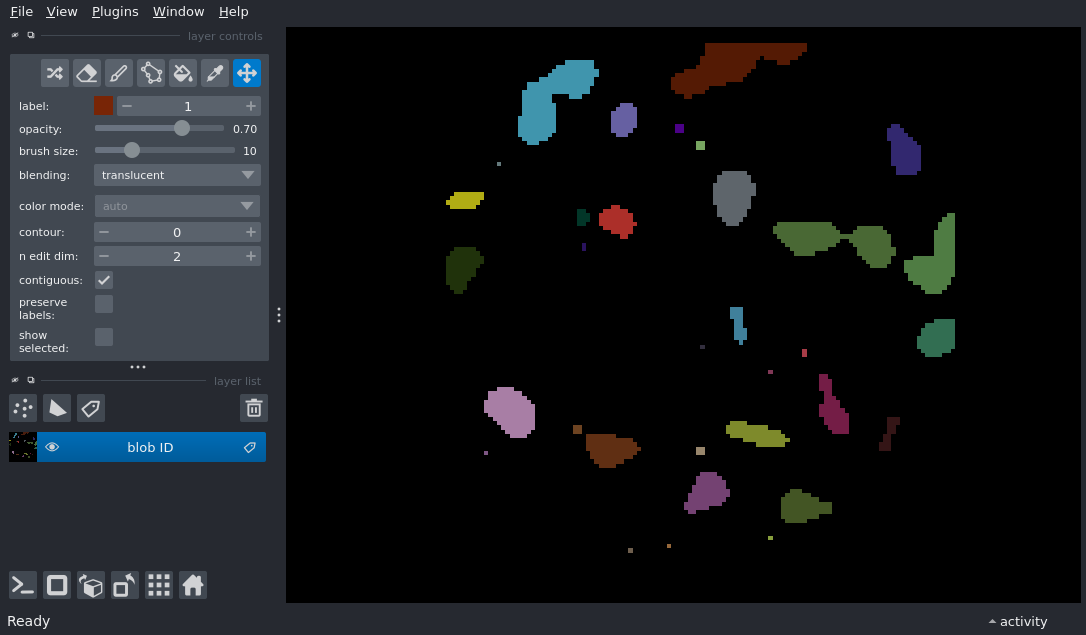 File View Plugins Window Help
layer controls
label: 1
opacity: 0.70
brush size: 10
blending: translucent
color mode: auto
contour: 0
n edit dim: 2
contiguous:
preserve
labels:
show
selected:
layer list
blob ID
Ready activity